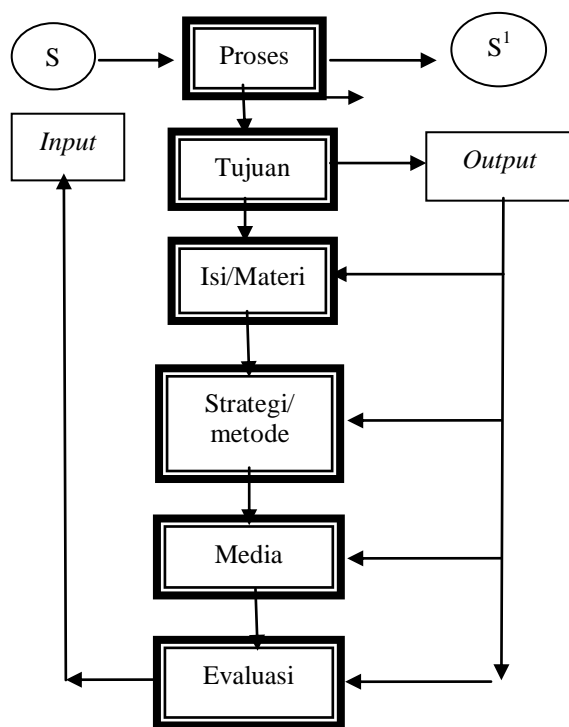 S
Proses
S¹
Input
Tujuan
Output
Isi/Materi
Strategi/
metode
Media
Evaluasi